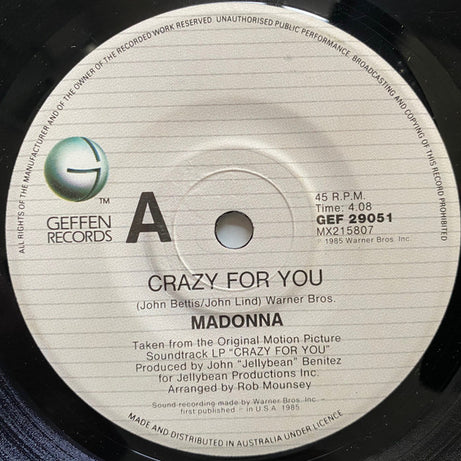 ALL RIGHTS OF THE MANUFACTURER AND OF THE OWNER OF THE RECORDED WORK RESERVED. UNAUTHORISED PUBLIC PERFORMANCE, BROADCASTING AND COPYING OF THIS RECORD PROHIBITED
G
™
GEFFEN
RECORDS
A
45 R.P.M.
Time: 4.08
GEF 29051
MX215807
℗ 1985 Warner Bros. Inc.
CRAZY FOR YOU
(John Bettis/John Lind) Warner Bros.
MADONNA
Taken from the Original Motion Picture
Soundtrack LP "CRAZY FOR YOU"
Produced by John "Jellybean" Benitez
for Jellybean Productions Inc.
Arranged by Rob Mounsey
Sound recording made by Warner Bros. Inc.
first published ℗ in U.S.A. 1985
MADE AND DISTRIBUTED IN AUSTRALIA UNDER LICENCE